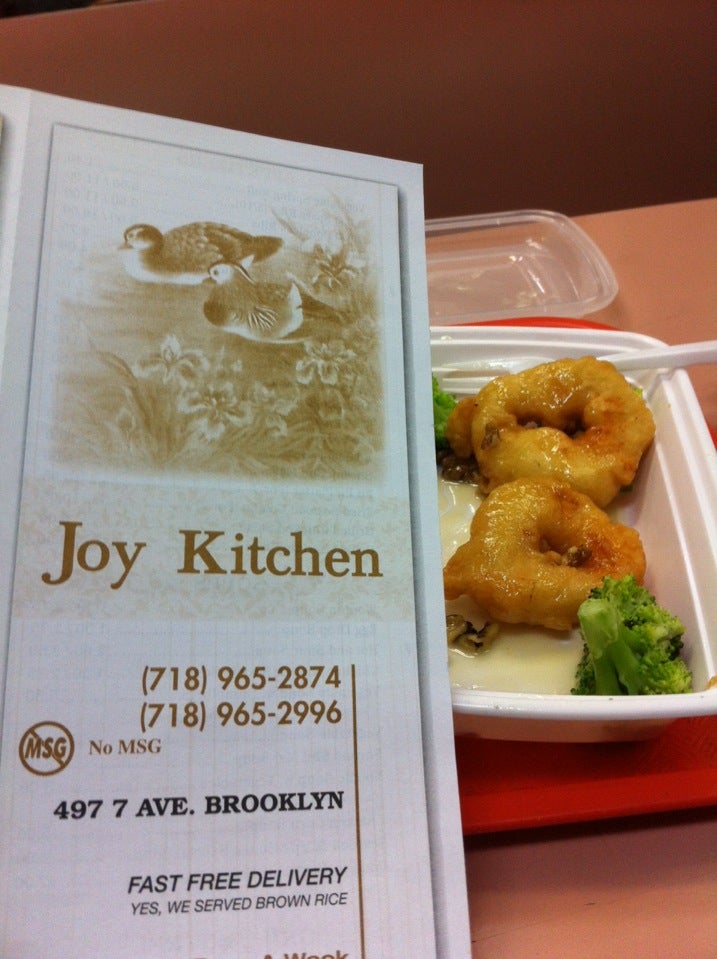 Joy Kitchen
(718) 965-2874
(718) 965-2996
MSG No MSG
497 7 AVE. BROOKLYN
FAST FREE DELIVERY
YES, WE SERVED BROWN RICE
A Week